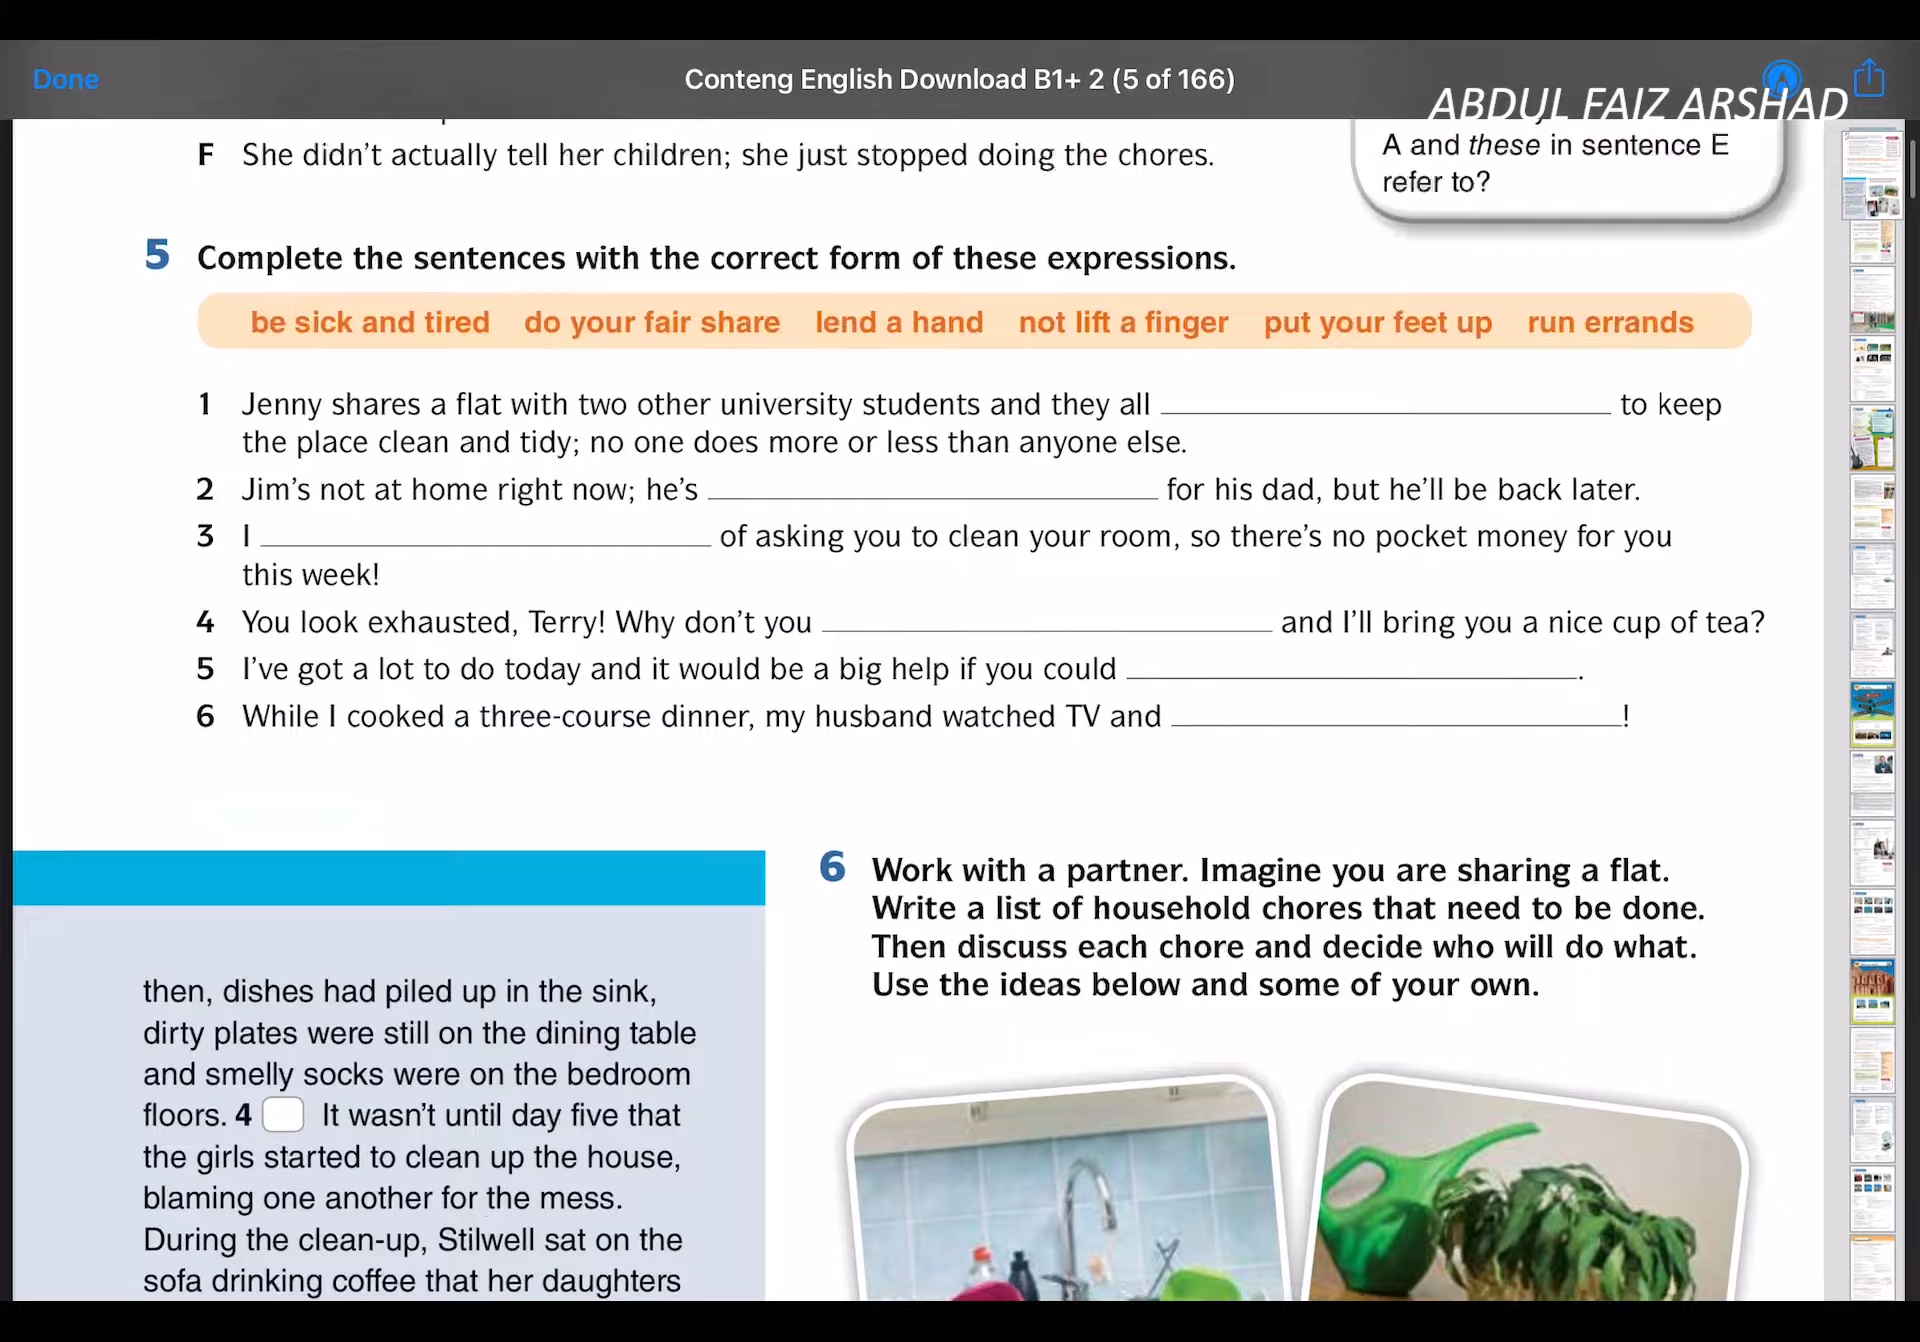 Done
Conteng English Download B1+ 2 (5 of 166)
ABDUL FAIZ ARSHAD
F She didn't actually tell her children; she just stopped doing the chores.
A and these in sentence E
refer to?
5 Complete the sentences with the correct form of these expressions.
be sick and tired do your fair share lend a hand not lift a finger put your feet up run errands
1 Jenny shares a flat with two other university students and they all ______ to keep
the place clean and tidy; no one does more or less than anyone else.
2 Jim's not at home right now; he's ______ for his dad, but he'll be back later.
3 I ______ of asking you to clean your room, so there's no pocket money for you
this week!
4 You look exhausted, Terry! Why don't you ______ and I'll bring you a nice cup of tea?
5 I've got a lot to do today and it would be a big help if you could ______.
6 While I cooked a three-course dinner, my husband watched TV and ______!
then, dishes had piled up in the sink,
dirty plates were still on the dining table
and smelly socks were on the bedroom
floors. 4 It wasn't until day five that
the girls started to clean up the house,
blaming one another for the mess.
During the clean-up, Stilwell sat on the
sofa drinking coffee that her daughters
6 Work with a partner. Imagine you are sharing a flat.
Write a list of household chores that need to be done.
Then discuss each chore and decide who will do what.
Use the ideas below and some of your own.